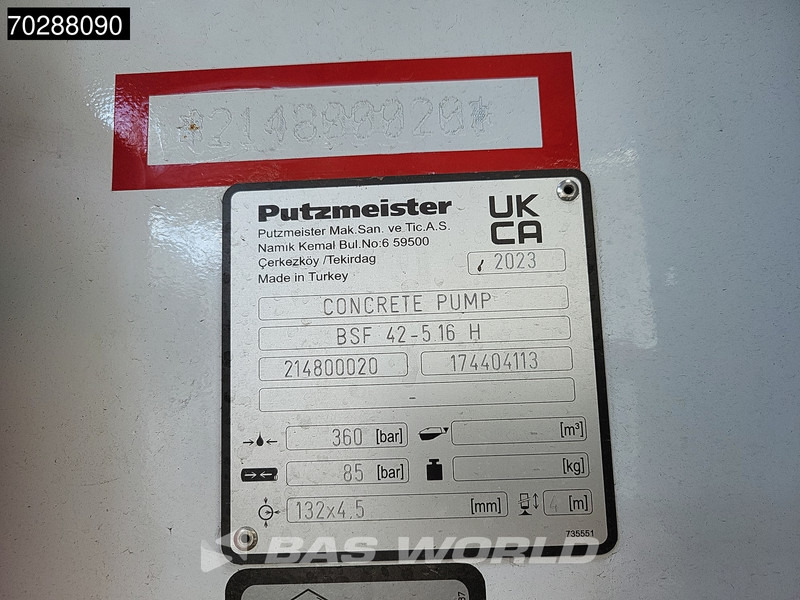 70288090
*214800020*
Putzmeister
UK
CA
Putzmeister Mak.San. ve Tic.A.S.
Namık Kemal Bul.No:6 59500
Çerkezköy /Tekirdag
Made in Turkey
2023
CONCRETE PUMP
BSF 42-5.16 H
214800020 174404113
-
360 [bar] [m³]
85 [bar] [kg]
132x4.5 [mm] 4 [m]
735551
BAS WORLD